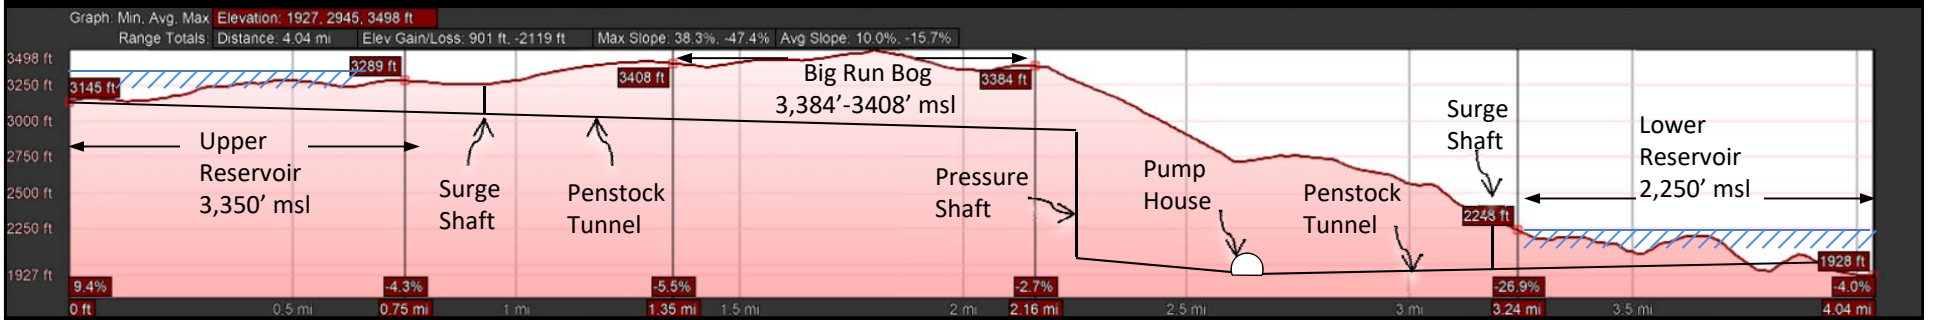 Graph: Min, Avg, Max Elevation: 1927, 2945, 3498 ft
Range Totals: Distance: 4.04 mi Elev Gain/Loss: 901 ft, -2119 ft Max Slope: 38.3%, -47.4% Avg Slope: 10.0%, -15.7%
3498 ft
3250 ft
3000 ft
2750 ft
2500 ft
2250 ft
1927 ft
3145 ft
3289 ft
3408 ft
Big Run Bog
3,384’-3408’ msl
3384 ft
Upper
Reservoir
3,350’ msl
Surge
Shaft
Penstock
Tunnel
Pressure
Shaft
Pump
House
Penstock
Tunnel
Surge
Shaft
2248 ft
Lower
Reservoir
2,250’ msl
1928 ft
9.4% -4.3% -5.5% -2.7% -26.9% -4.0%
0 ft 0.5 mi 0.75 mi 1 mi 1.35 mi 1.5 mi 2 mi 2.16 mi 2.5 mi 3 mi 3.24 mi 3.5 mi 4.04 mi